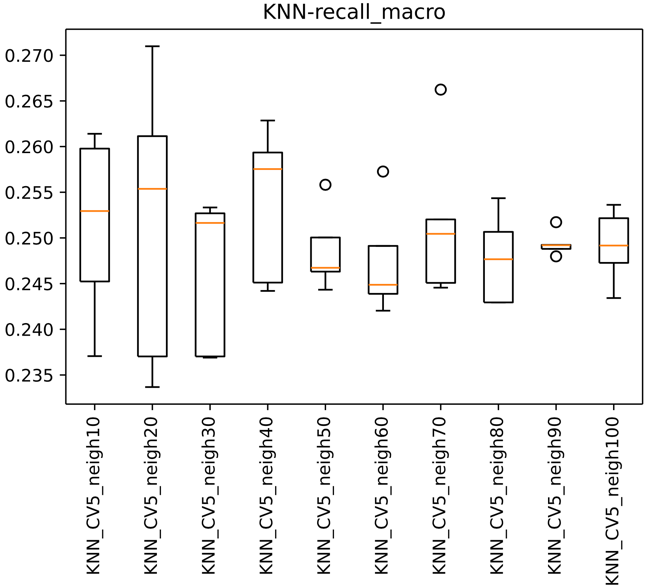 KNN-recall_macro
0.270
0.265
0.260
0.255
0.250
0.245
0.240
0.235
KNN_CV5_neigh10
KNN_CV5_neigh20
KNN_CV5_neigh30
KNN_CV5_neigh40
KNN_CV5_neigh50
KNN_CV5_neigh60
KNN_CV5_neigh70
KNN_CV5_neigh80
KNN_CV5_neigh90
KNN_CV5_neigh100